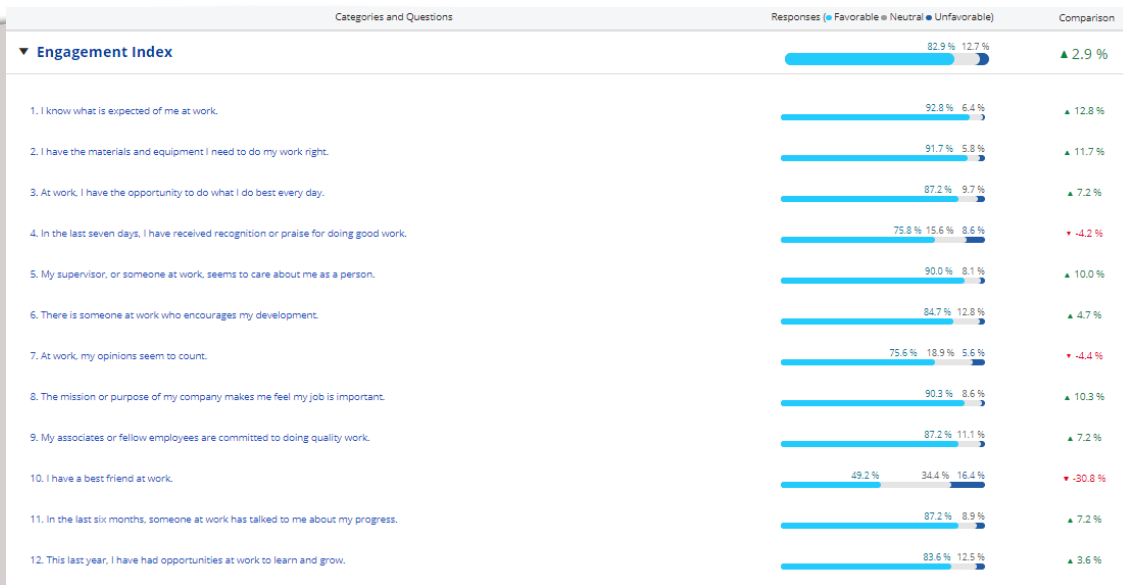 Categories and Questions Responses (● Favorable ● Neutral ● Unfavorable) Comparison
▼ Engagement Index 82.9 % 12.7 % ▲ 2.9 %
1. I know what is expected of me at work. 92.8 % 6.4 % ▲ 12.8 %
2. I have the materials and equipment I need to do my work right. 91.7 % 5.8 % ▲ 11.7 %
3. At work, I have the opportunity to do what I do best every day. 87.2 % 9.7 % ▲ 7.2 %
4. In the last seven days, I have received recognition or praise for doing good work. 75.8 % 15.6 % 8.6 % ▼ -4.2 %
5. My supervisor, or someone at work, seems to care about me as a person. 90.0 % 8.1 % ▲ 10.0 %
6. There is someone at work who encourages my development. 84.7 % 12.8 % ▲ 4.7 %
7. At work, my opinions seem to count. 75.6 % 18.9 % 5.6 % ▼ -4.4 %
8. The mission or purpose of my company makes me feel my job is important. 90.3 % 8.6 % ▲ 10.3 %
9. My associates or fellow employees are committed to doing quality work. 87.2 % 11.1 % ▲ 7.2 %
10. I have a best friend at work. 49.2 % 34.4 % 16.4 % ▼ -30.8 %
11. In the last six months, someone at work has talked to me about my progress. 87.2 % 8.9 % ▲ 7.2 %
12. This last year, I have had opportunities at work to learn and grow. 83.6 % 12.5 % ▲ 3.6 %